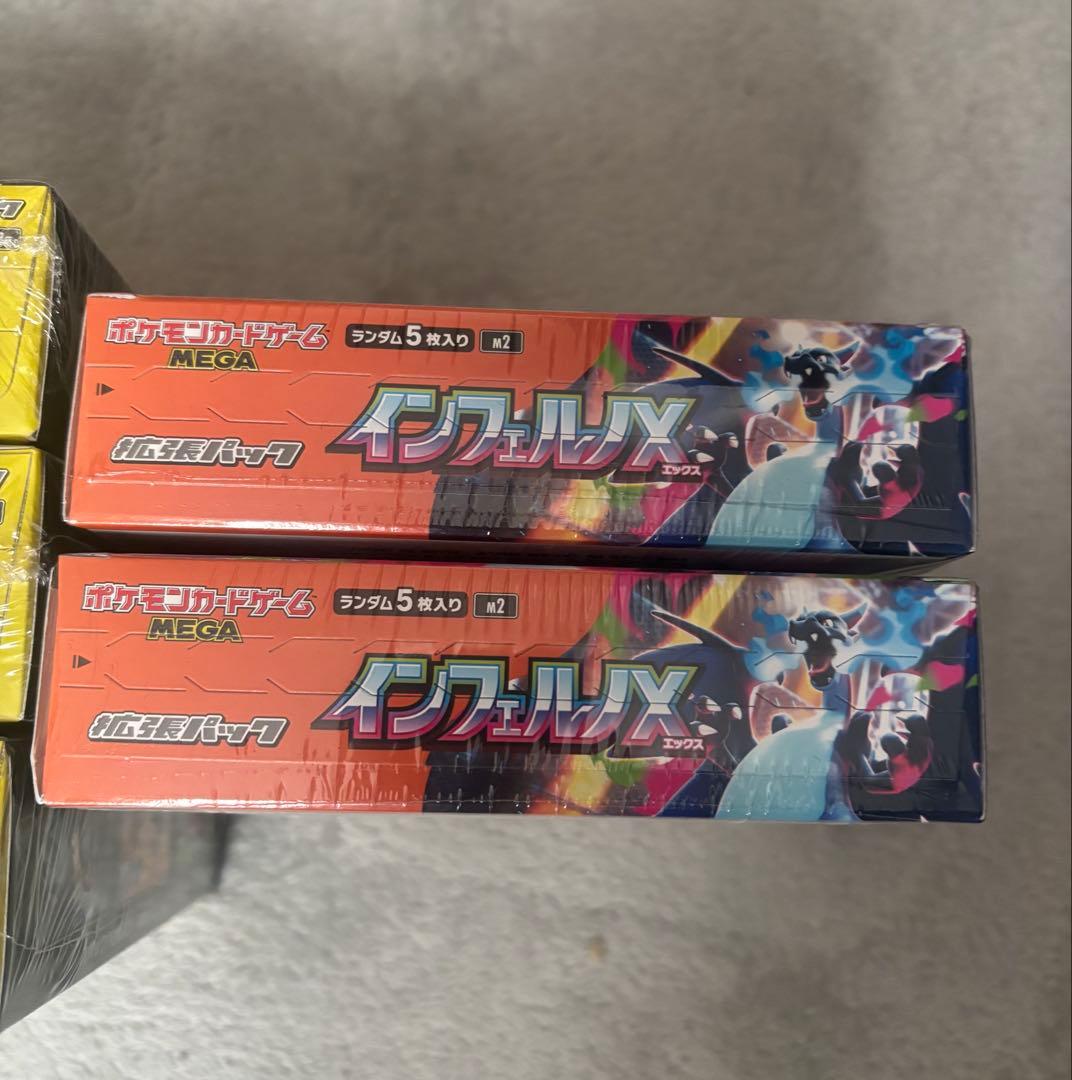 ポケモンカードゲーム
MEGA
ランダム5枚入り
M2
インフェルノX
エックス
拡張パック
ポケモンカードゲーム
MEGA
ランダム5枚入り
M2
インフェルノX
エックス
拡張パック
ク